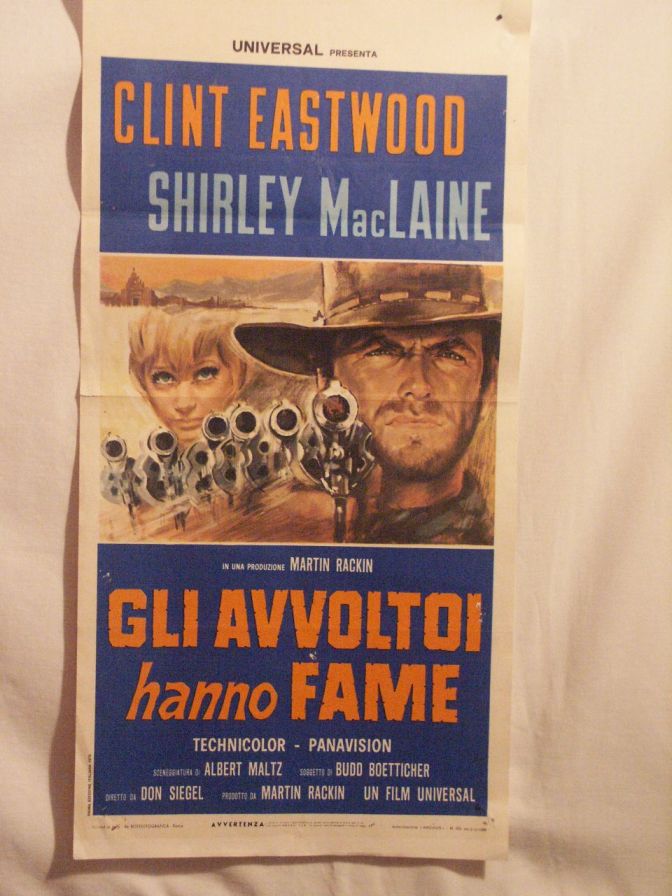 UNIVERSAL PRESENTA
CLINT EASTWOOD
SHIRLEY MacLAINE
IN UNA PRODUZIONE MARTIN RACKIN
GLI AVVOLTOI
hanno FAME
TECHNICOLOR - PANAVISION
SCENEGGIATURA DI ALBERT MALTZ SOGGETTO DI BUDD BOETTICHER
DIRETTO DA DON SIEGEL PRODOTTO DA MARTIN RACKIN UN FILM UNIVERSAL
AVVERTENZA